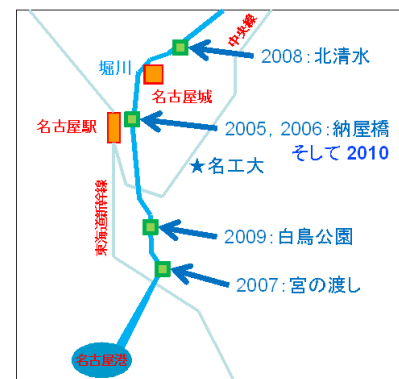 中央線
2008：北清水
堀川
名古屋城
名古屋駅
2005, 2006：納屋橋
そして 2010
★名工大
東海道新幹線
2009：白鳥公園
2007：宮の渡し
名古屋港